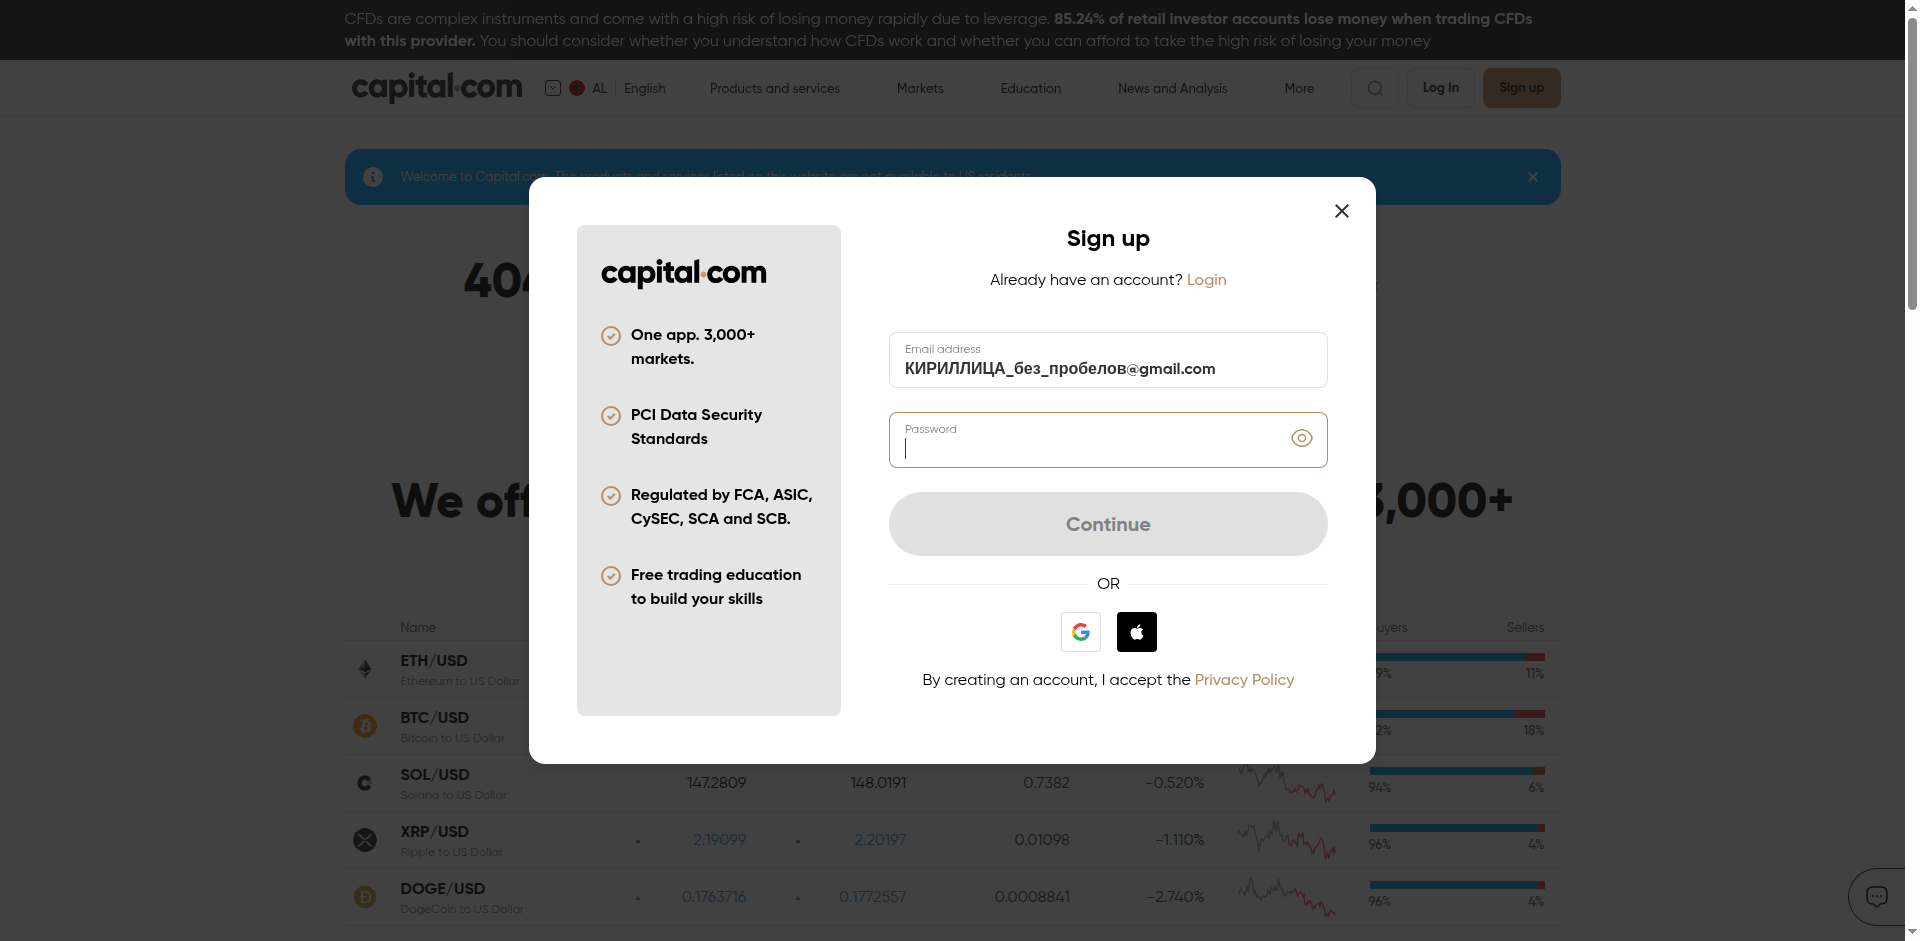 CFDs are complex instruments and come with a high risk of losing money rapidly due to leverage. 85.24% of retail investor accounts lose money when trading CFDs
with this provider. You should consider whether you understand how CFDs work and whether you can afford to take the high risk of losing your money
capital.com
AL
English
Products and services
Markets
Education
News and Analysis
More
Log In
Sign up
Welcome to Capital.com. The products and services listed on this website are not available to US residents.
404
Sign up
Already have an account? Login
capital.com
One app. 3,000+
markets.
PCI Data Security
Standards
Regulated by FCA, ASIC,
CySEC, SCA and SCB.
Free trading education
to build your skills
Email address
КИРИЛЛИЦА_без_пробелов@gmail.com
Password
Continue
OR
By creating an account, I accept the Privacy Policy
We off
3,000+
Name
uyers
Sellers
ETH/USD
Ethereum to US Dollar
9%
11%
BTC/USD
Bitcoin to US Dollar
2%
18%
SOL/USD
Solana to US Dollar
147.2809
148.0191
0.7382
-0.520%
94%
6%
XRP/USD
Ripple to US Dollar
2.19099
2.20197
0.01098
-1.110%
96%
4%
DOGE/USD
DogeCoin to US Dollar
0.1763716
0.1772557
0.0008841
-2.740%
96%
4%